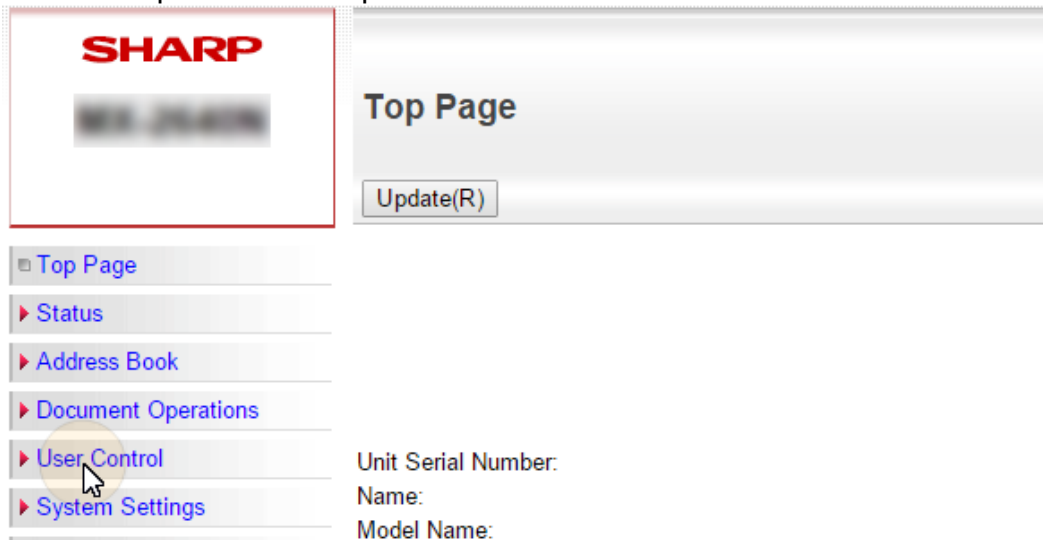 SHARP
Top Page
Update(R)
Top Page
Status
Address Book
Document Operations
User Control
System Settings
Unit Serial Number:
Name:
Model Name: